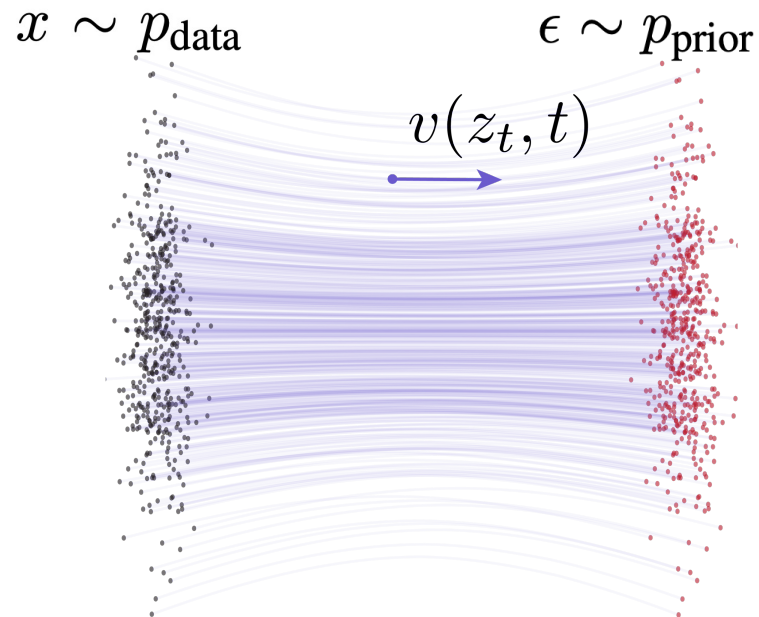 x ∼ p_data ϵ ∼ p_prior
v(z_t, t)